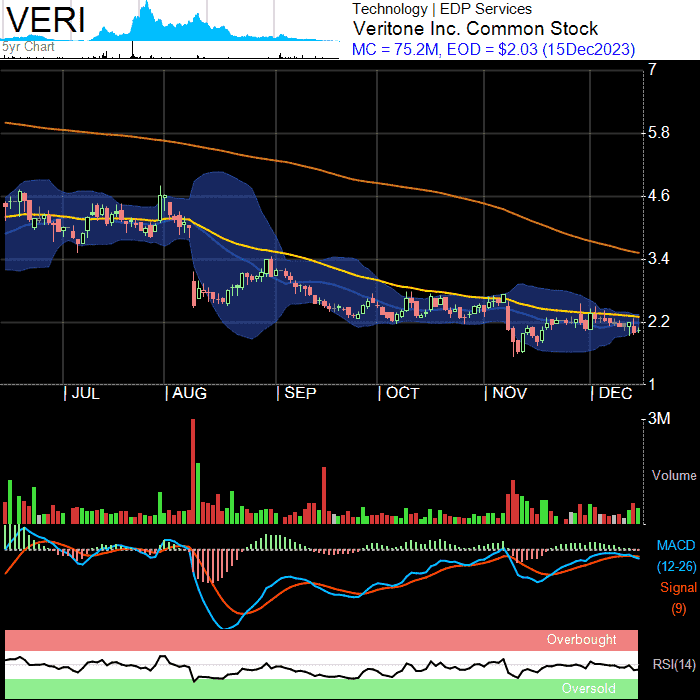 VERI
5yr Chart
Technology | EDP Services
Veritone Inc. Common Stock
MC = 75.2M, EOD = $2.03 (15Dec2023)
7
5.8
4.6
3.4
2.2
1
| JUL | AUG | SEP | OCT | NOV | DEC
3M
Volume
MACD
(12-26)
Signal
(9)
Overbought
RSI(14)
Oversold